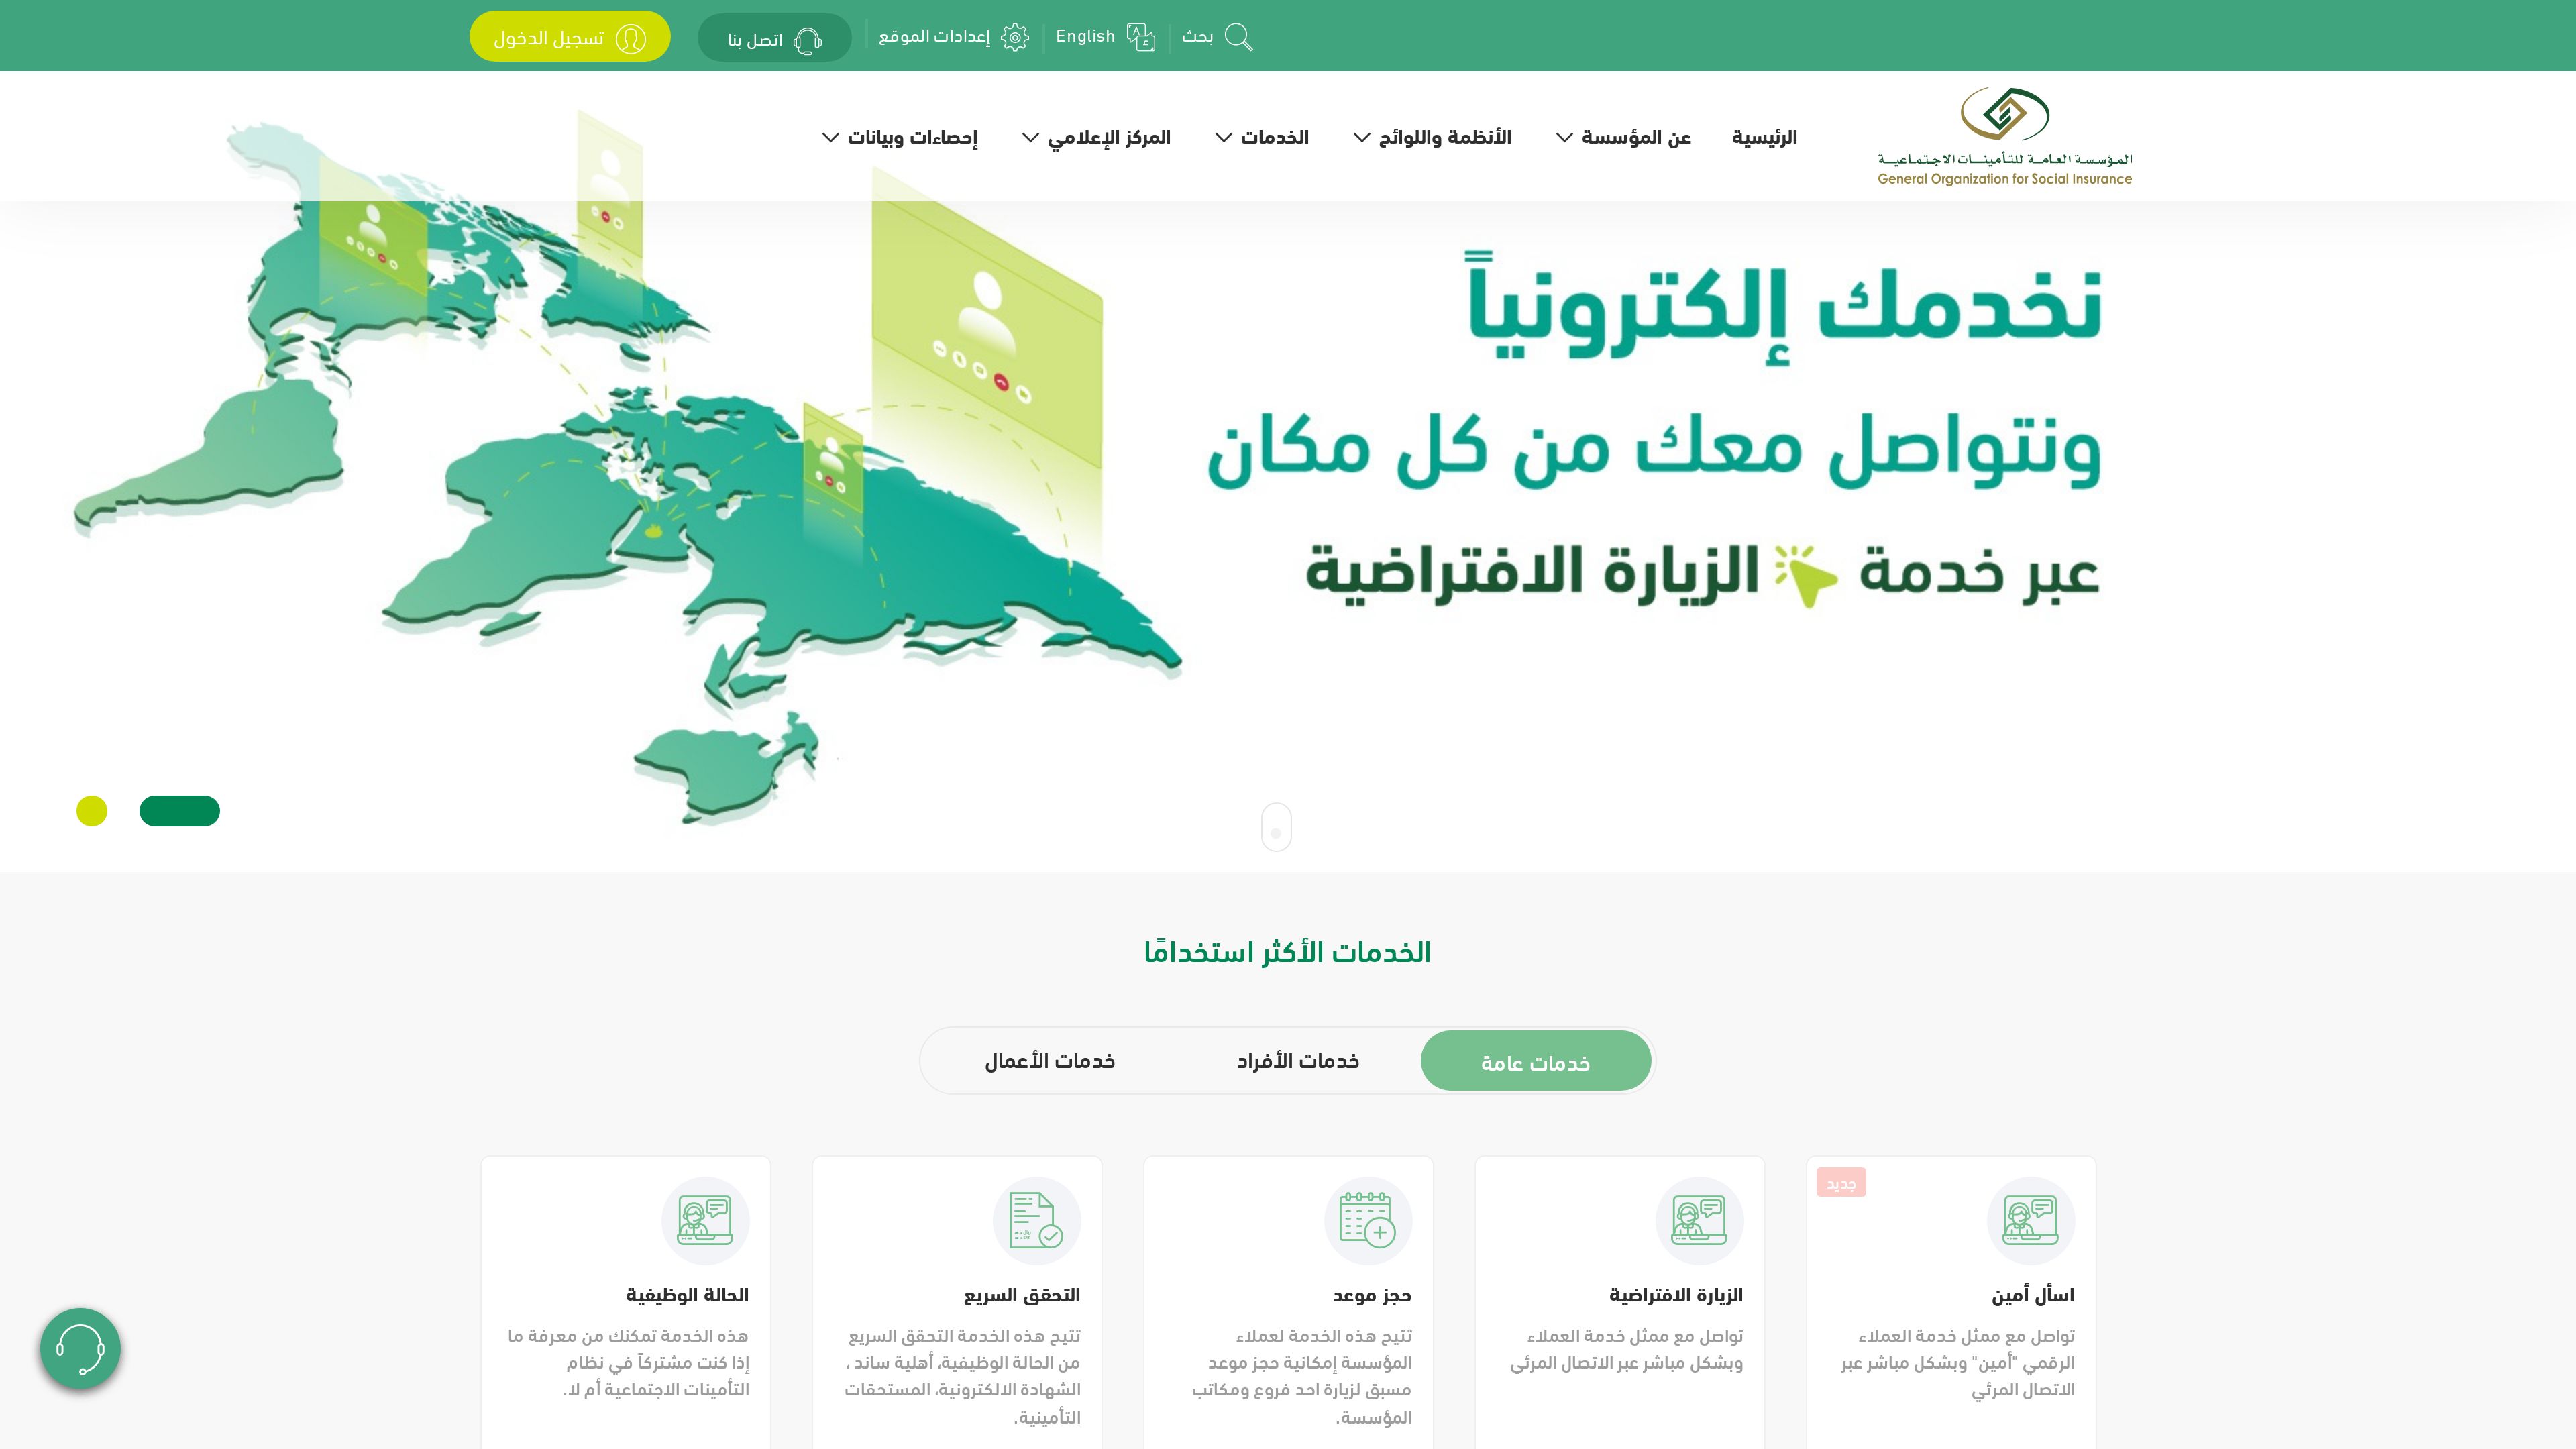 بحث
English
إعدادات الموقع
اتصل بنا
تسجيل الدخول
المؤسسة العامة للتأمينات الاجتماعية
General Organization for Social Insurance
الرئيسية
عن المؤسسة
الأنظمة واللوائح
الخدمات
المركز الإعلامي
إحصاءات وبيانات
نخدمك إلكترونياً
ونتواصل معك من كل مكان
عبر خدمة الزيارة الافتراضية
الخدمات الأكثر استخدامًا
خدمات عامة
خدمات الأفراد
خدمات الأعمال
جديد
اسأل أمين
تواصل مع ممثل خدمة العملاء
الرقمي "أمين" وبشكل مباشر عبر
الاتصال المرئي
الزيارة الافتراضية
تواصل مع ممثل خدمة العملاء
وبشكل مباشر عبر الاتصال المرئي
حجز موعد
تتيح هذه الخدمة لعملاء
المؤسسة إمكانية حجز موعد
مسبق لزيارة احد فروع ومكاتب
المؤسسة.
التحقق السريع
تتيح هذه الخدمة التحقق السريع
من الحالة الوظيفية، أهلية ساند ،
الشهادة الالكترونية، المستحقات
التأمينية.
الحالة الوظيفية
هذه الخدمة تمكنك من معرفة ما
إذا كنت مشتركاً في نظام
التأمينات الاجتماعية أم لا.